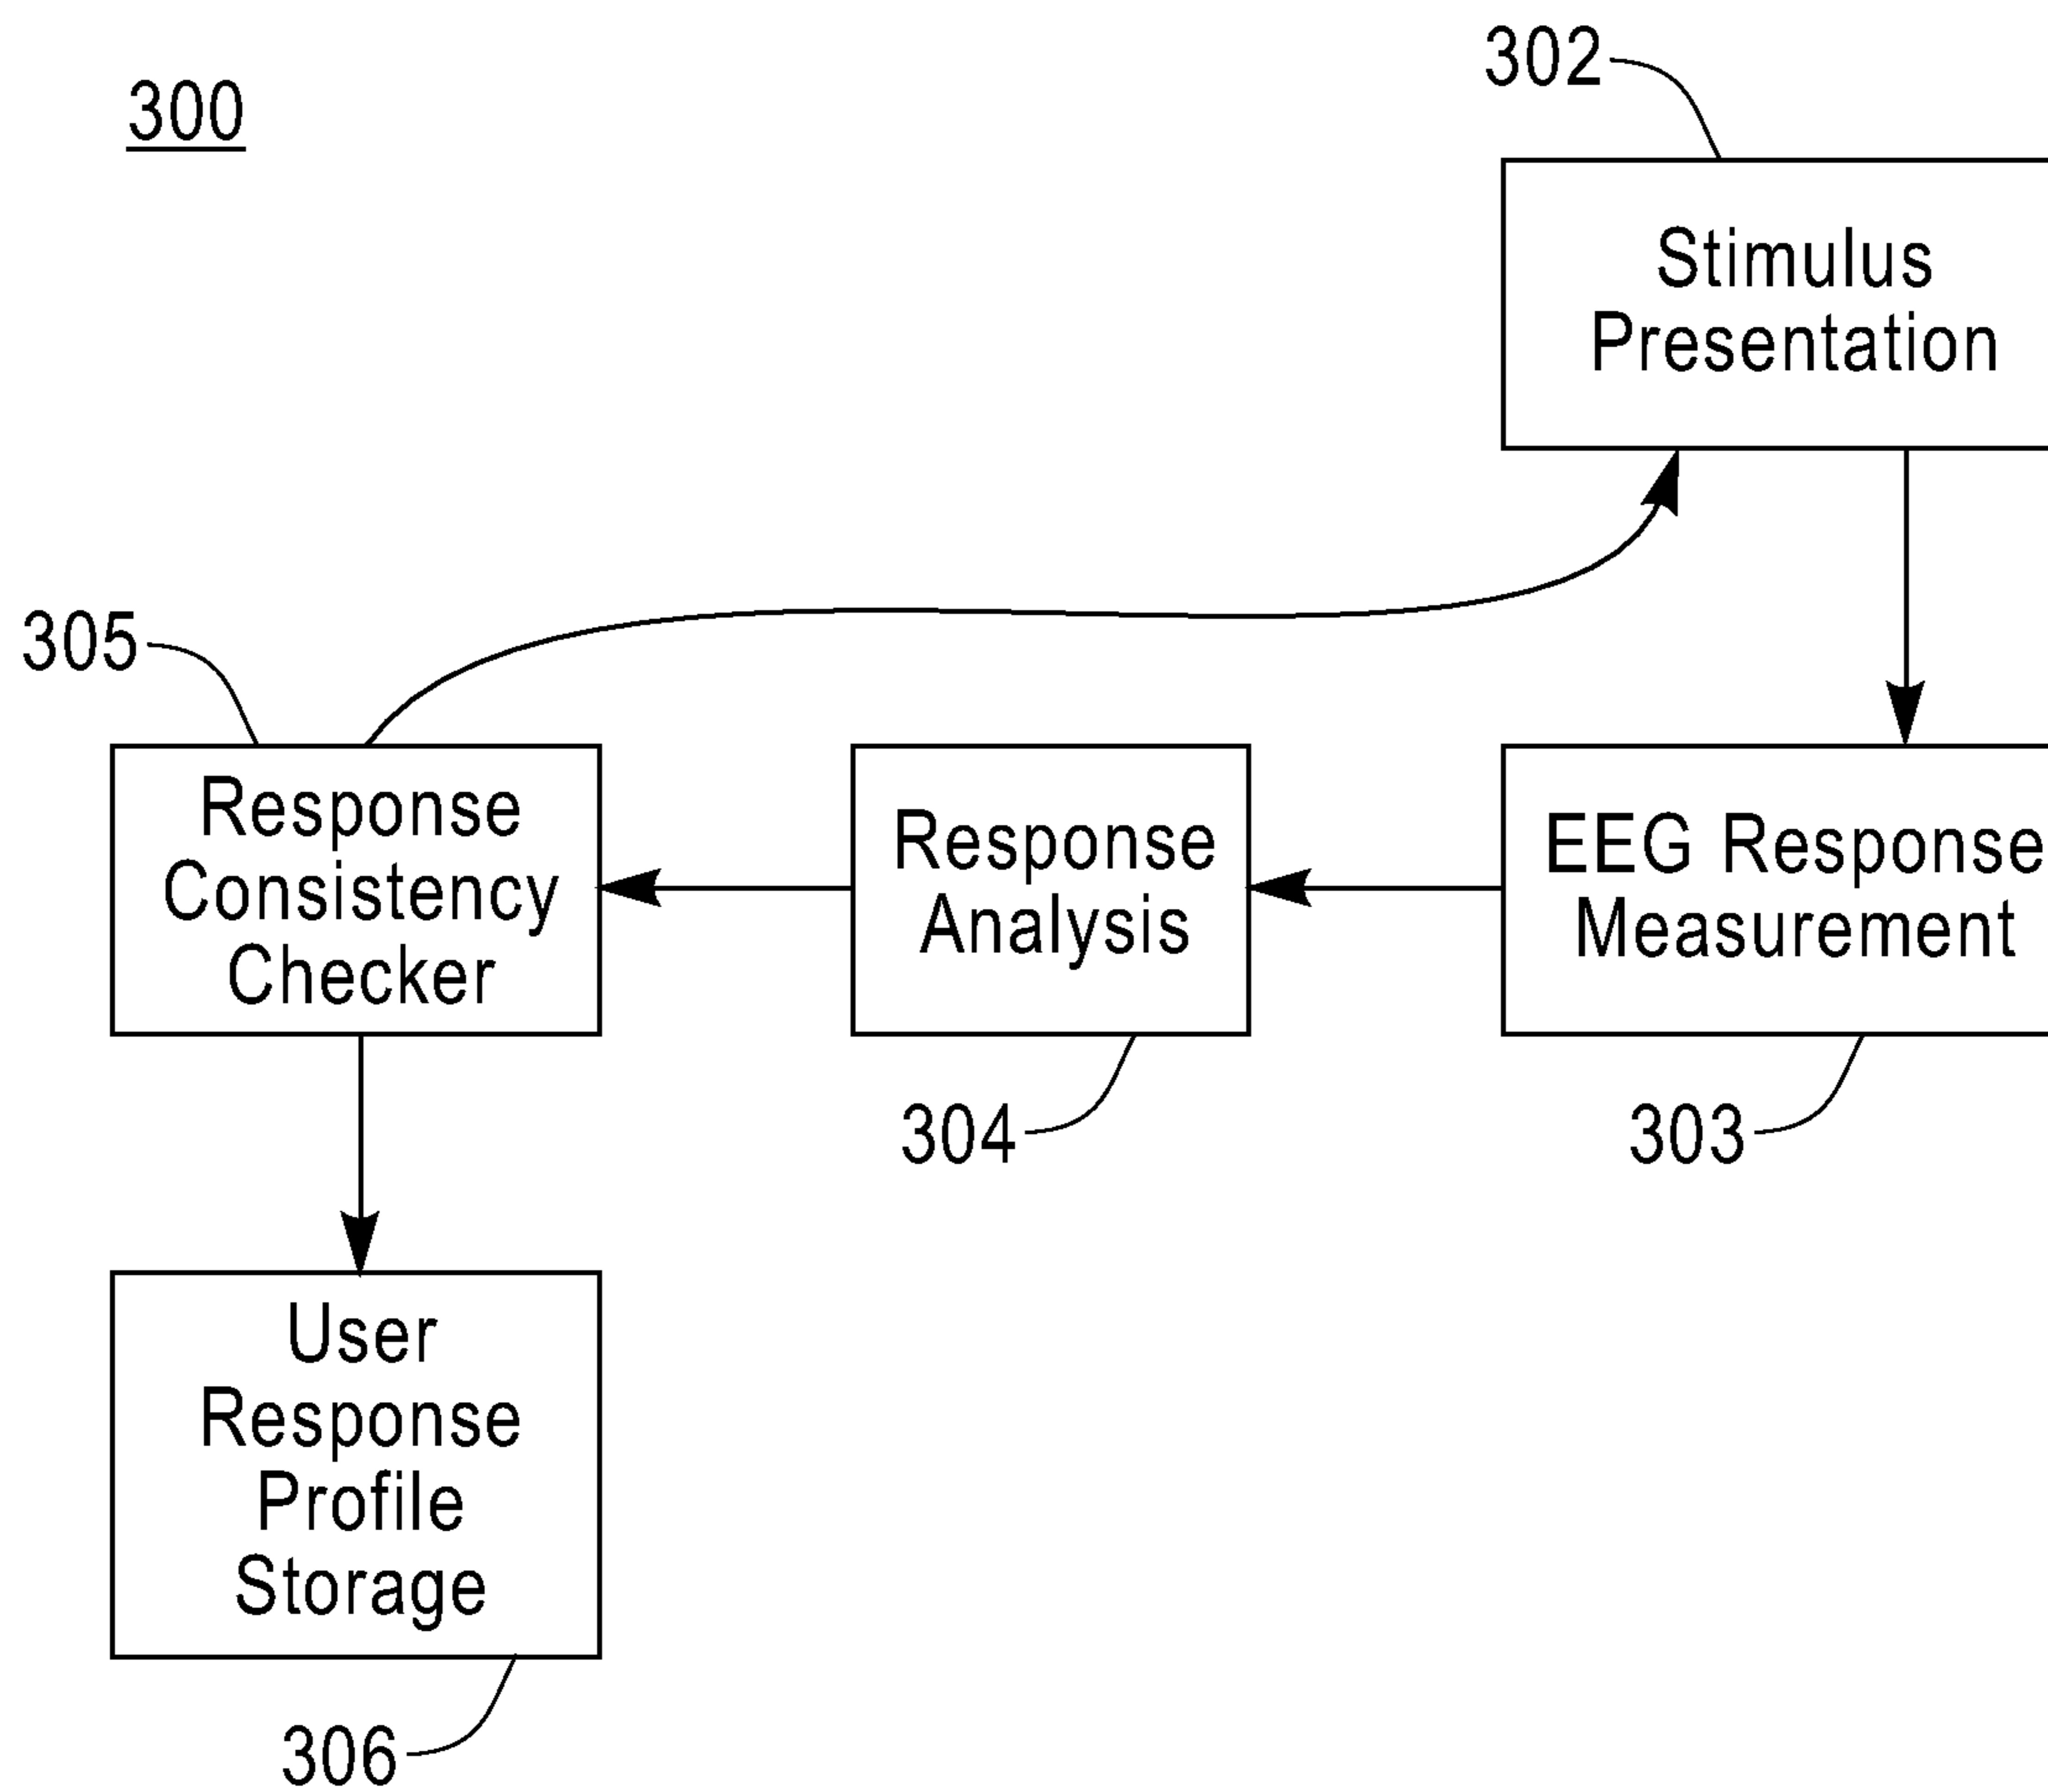 300
302
Stimulus
Presentation
305
Response
Consistency
Checker
Response
Analysis
EEG Response
Measurement
304
303
User
Response
Profile
Storage
306